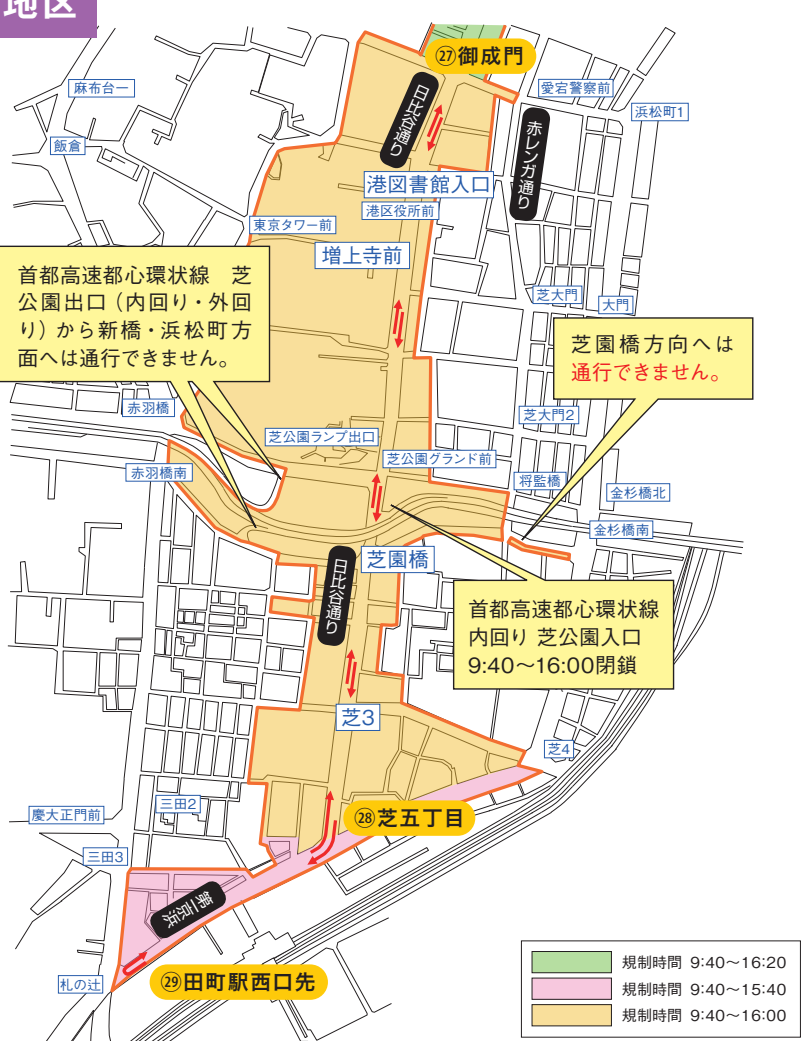 地区
㉗御成門
麻布台一
愛宕警察前
浜松町1
飯倉
日比谷通り
赤レンガ通り
港図書館入口
港区役所前
東京タワー前
増上寺前
首都高速都心環状線　芝
公園出口（内回り・外回
り）から新橋・浜松町方
面へは通行できません。
芝大門
大門
芝園橋方向へは
通行できません。
赤羽橋
芝大門2
芝公園ランプ出口
芝公園グランド前
赤羽橋南
将監橋
金杉橋北
金杉橋南
芝園橋
日比谷通り
首都高速都心環状線
内回り 芝公園入口
9:40～16:00閉鎖
芝3
芝4
三田2
慶大正門前
㉘芝五丁目
三田3
第一京浜
札の辻
㉙田町駅西口先
規制時間 9:40～16:20
規制時間 9:40～15:40
規制時間 9:40～16:00